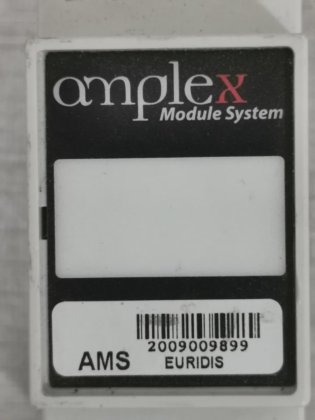 amplex
Module System
2009009899
AMS EURIDIS